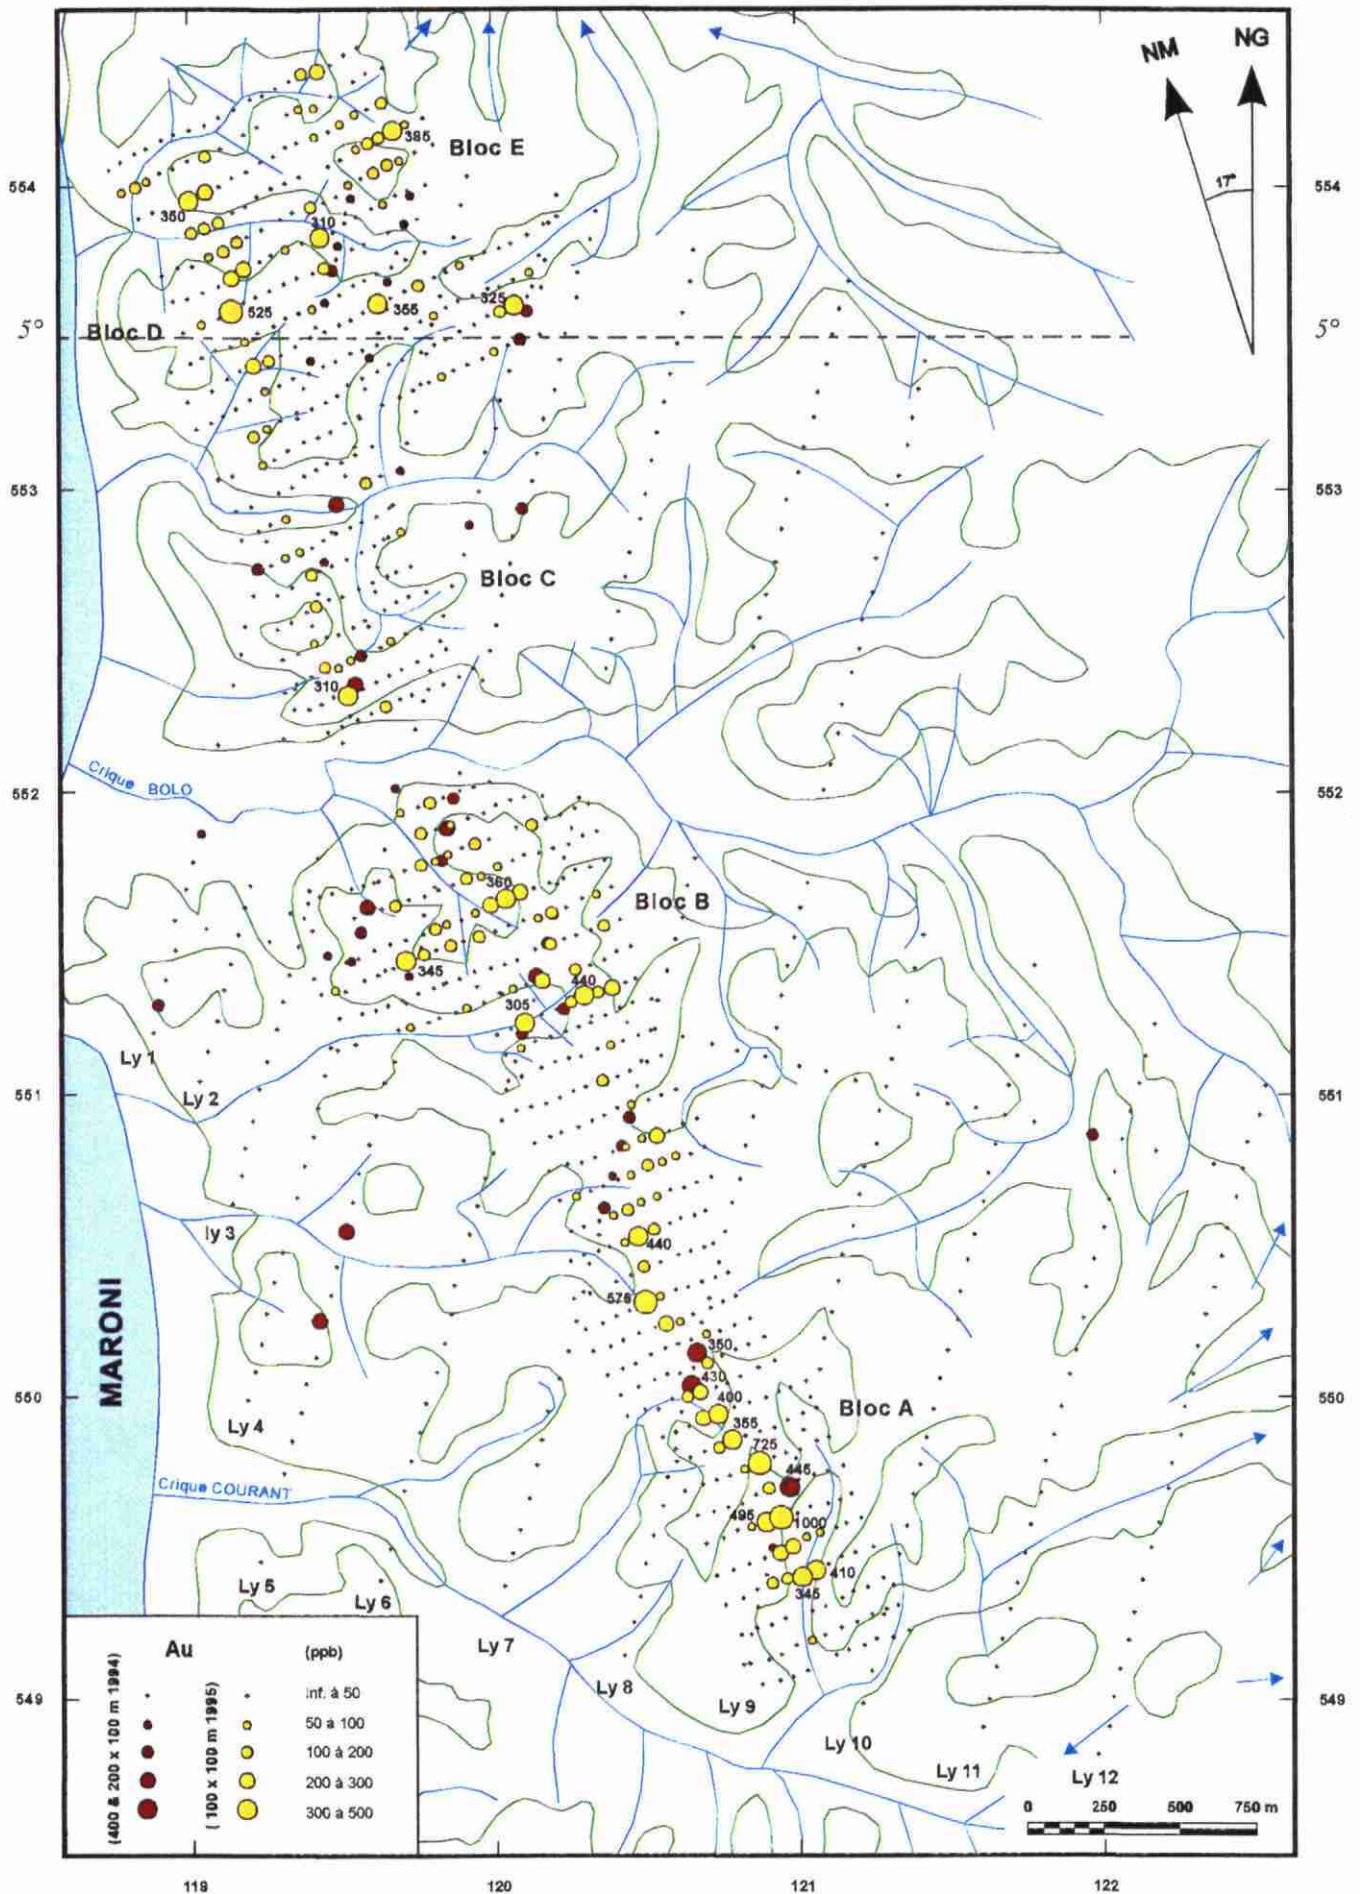 NM
NG
17°
554
554
5°
5°
553
553
552
552
551
551
550
550
549
549
Bloc E
385
350
310
525
355
325
Bloc D
Bloc C
310
Crique BOLO
360
Bloc B
345
440
305
Ly 1
Ly 2
ly 3
440
575
350
430
400
355
725
445
Bloc A
495
1000
410
345
MARONI
Ly 4
Crique COURANT
Ly 5
Ly 6
Ly 7
Ly 8
Ly 9
Ly 10
Ly 11
Ly 12
Au
(ppb)
(400 & 200 x 100 m 1994)
(100 x 100 m 1995)
Inf. à 50
50 à 100
100 à 200
200 à 300
300 à 500
0 250 500 750 m
119 120 121 122